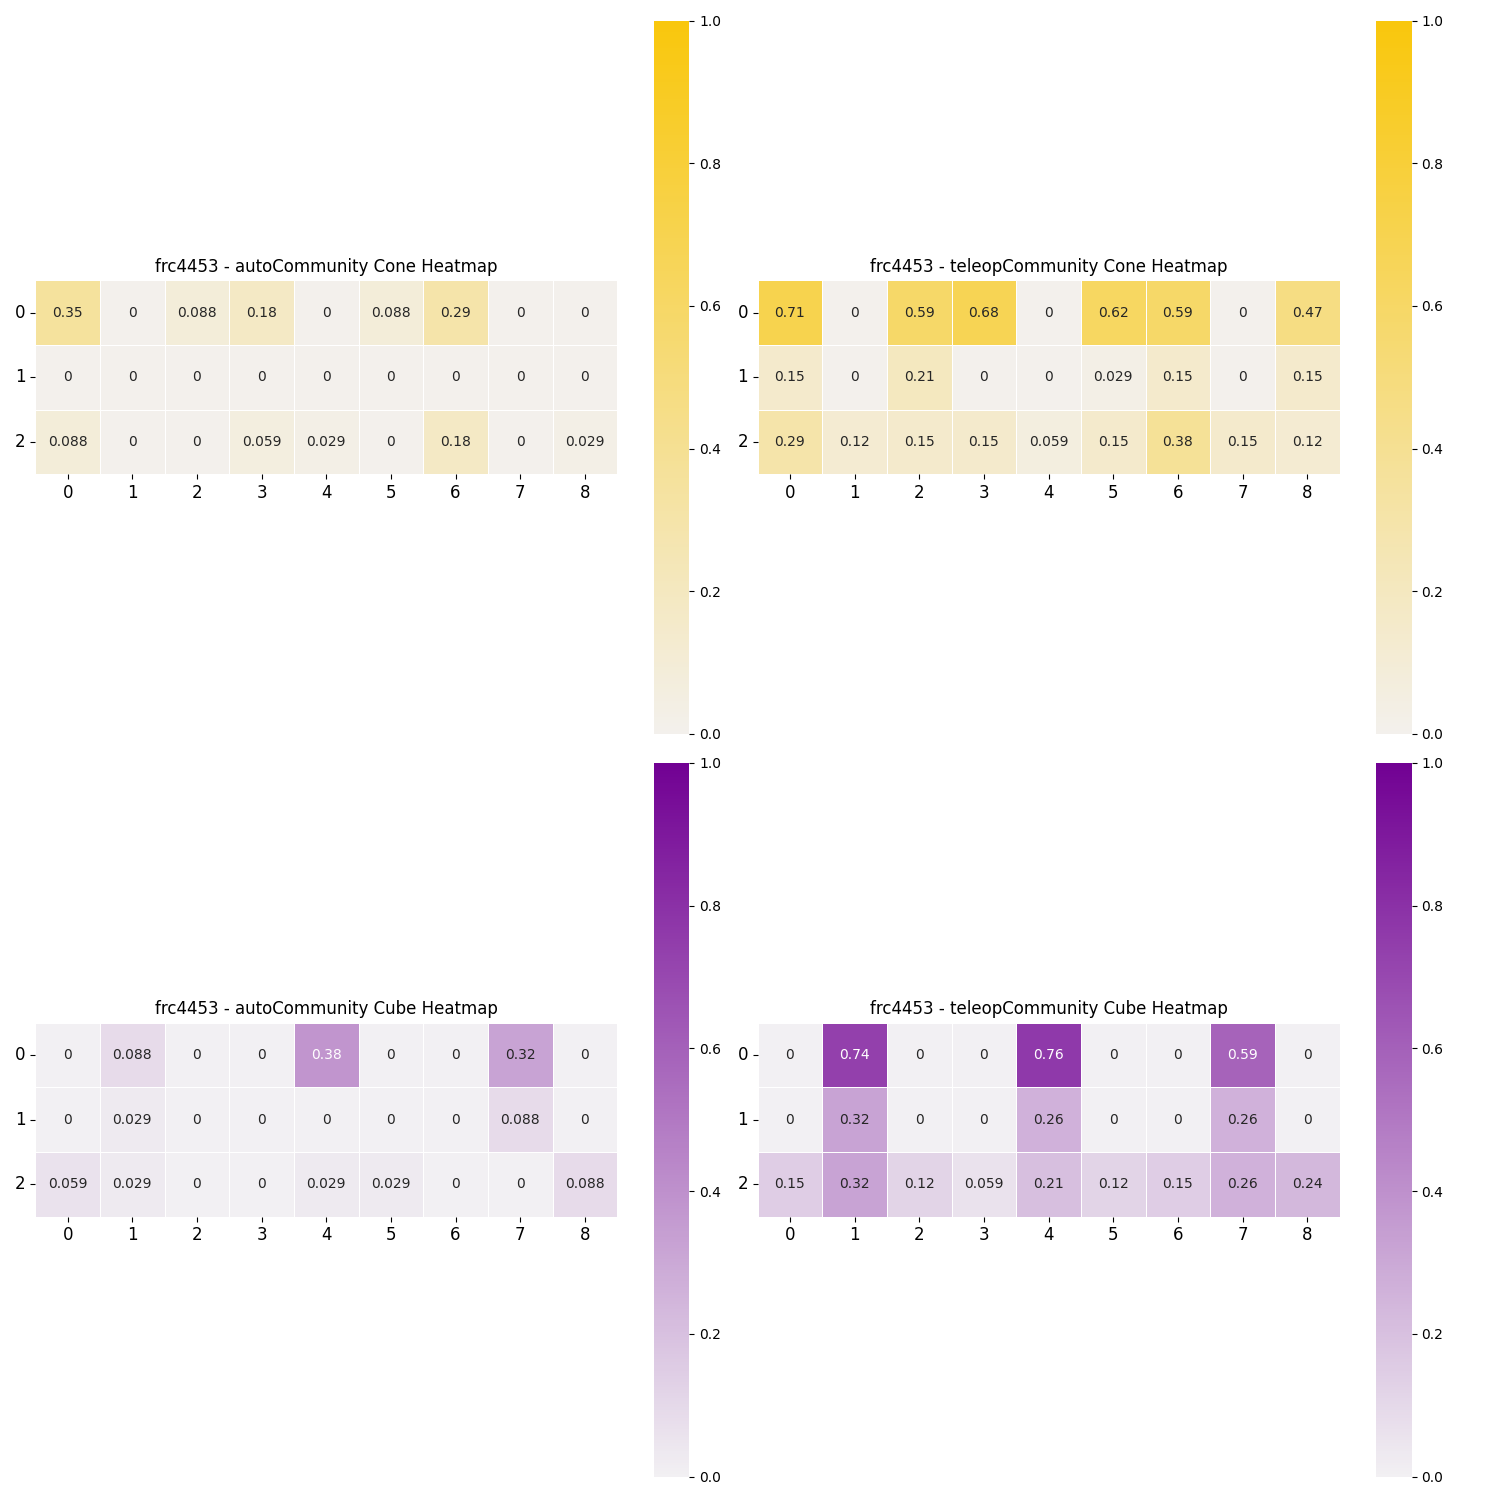 frc4453 - autoCommunity Cone Heatmap
0 0.35 0 0.088 0.18 0 0.088 0.29 0 0
1 0 0 0 0 0 0 0 0 0
2 0.088 0 0 0.059 0.029 0 0.18 0 0.029
0 1 2 3 4 5 6 7 8
1.0
0.8
0.6
0.4
0.2
0.0
frc4453 - teleopCommunity Cone Heatmap
0 0.71 0 0.59 0.68 0 0.62 0.59 0 0.47
1 0.15 0 0.21 0 0 0.029 0.15 0 0.15
2 0.29 0.12 0.15 0.15 0.059 0.15 0.38 0.15 0.12
0 1 2 3 4 5 6 7 8
1.0
0.8
0.6
0.4
0.2
0.0
frc4453 - autoCommunity Cube Heatmap
0 0 0.088 0 0 0.38 0 0 0.32 0
1 0 0.029 0 0 0 0 0 0.088 0
2 0.059 0.029 0 0 0.029 0.029 0 0 0.088
0 1 2 3 4 5 6 7 8
1.0
0.8
0.6
0.4
0.2
0.0
frc4453 - teleopCommunity Cube Heatmap
0 0 0.74 0 0 0.76 0 0 0.59 0
1 0 0.32 0 0 0.26 0 0 0.26 0
2 0.15 0.32 0.12 0.059 0.21 0.12 0.15 0.26 0.24
0 1 2 3 4 5 6 7 8
1.0
0.8
0.6
0.4
0.2
0.0